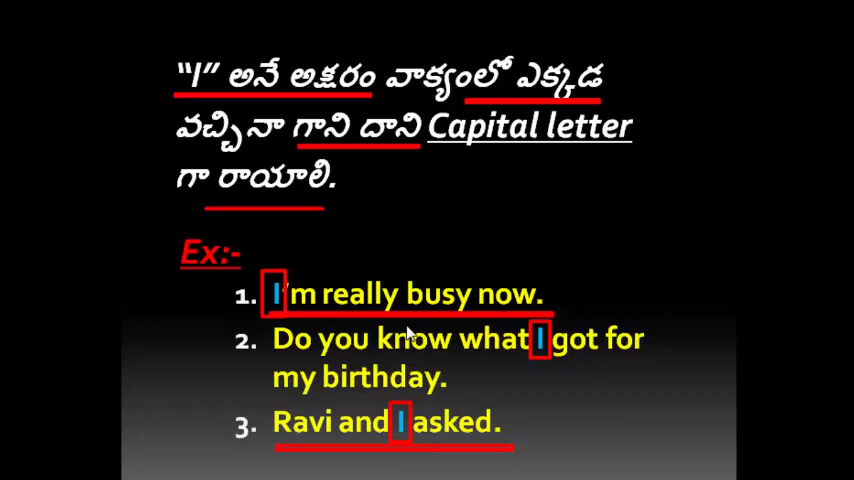 “I” అనే అక్షరం వాక్యంలో ఎక్కడ
వచ్చినా గాని దాని Capital letter
గా రాయాలి.
Ex:-
1. I’m really busy now.
2. Do you know what I got for
my birthday.
3. Ravi and I asked.